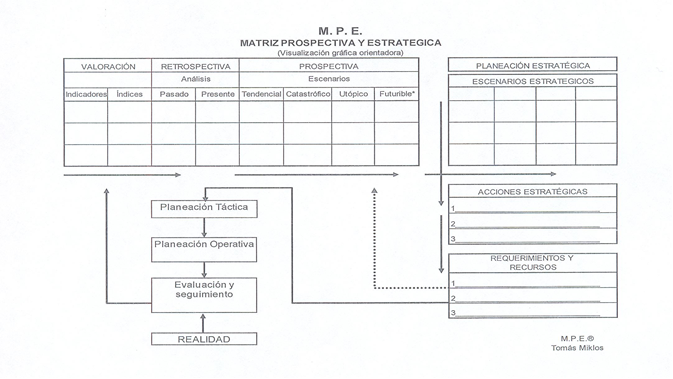 M. P. E.
MATRIZ PROSPECTIVA Y ESTRATEGICA
(Visualización gráfica orientadora)
VALORACIÓN RETROSPECTIVA PROSPECTIVA
Análisis Escenarios
Indicadores Índices Pasado Presente Tendencial Catastrófico Utópico Futurible*
PLANEACIÓN ESTRATÉGICA
ESCENARIOS ESTRATEGICOS
ACCIONES ESTRATÉGICAS
1
2
3
REQUERIMIENTOS Y
RECURSOS
1
2
3
Planeación Táctica
Planeación Operativa
Evaluación y
seguimiento
REALIDAD
M.P.E.®
Tomás Miklos